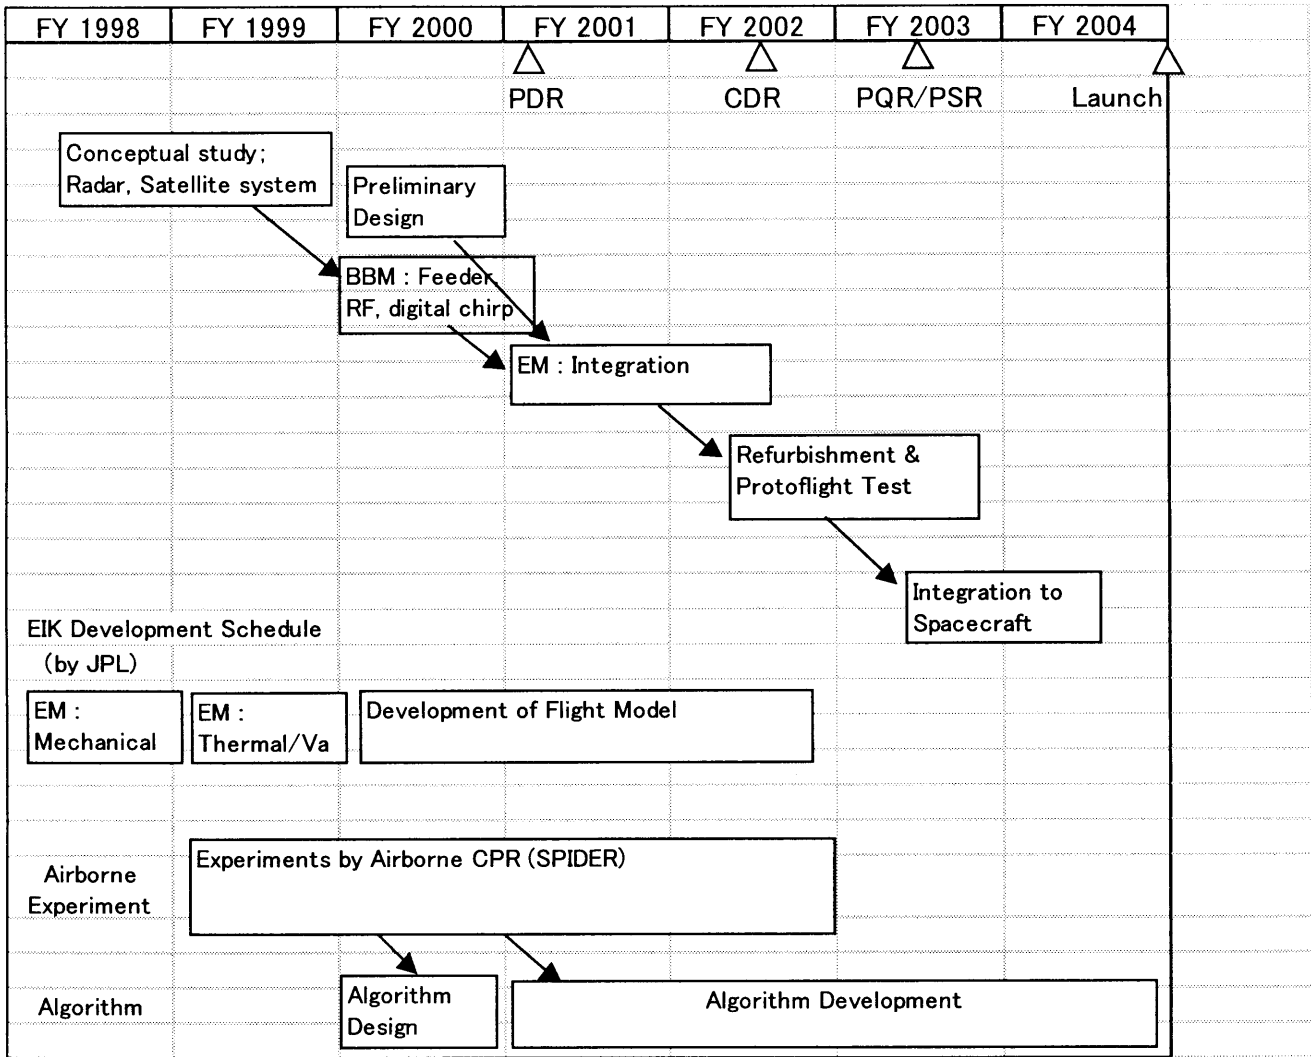 FY 1998 FY 1999 FY 2000 FY 2001 FY 2002 FY 2003 FY 2004
PDR CDR PQR/PSR Launch
Conceptual study;
Radar, Satellite system
Preliminary
Design
BBM : Feeder,
RF, digital chirp
EM : Integration
Refurbishment &
Protoflight Test
Integration to
Spacecraft
EIK Development Schedule
(by JPL)
EM :
Mechanical
EM :
Thermal/Va
Development of Flight Model
Airborne
Experiment
Experiments by Airborne CPR (SPIDER)
Algorithm
Algorithm
Design
Algorithm Development